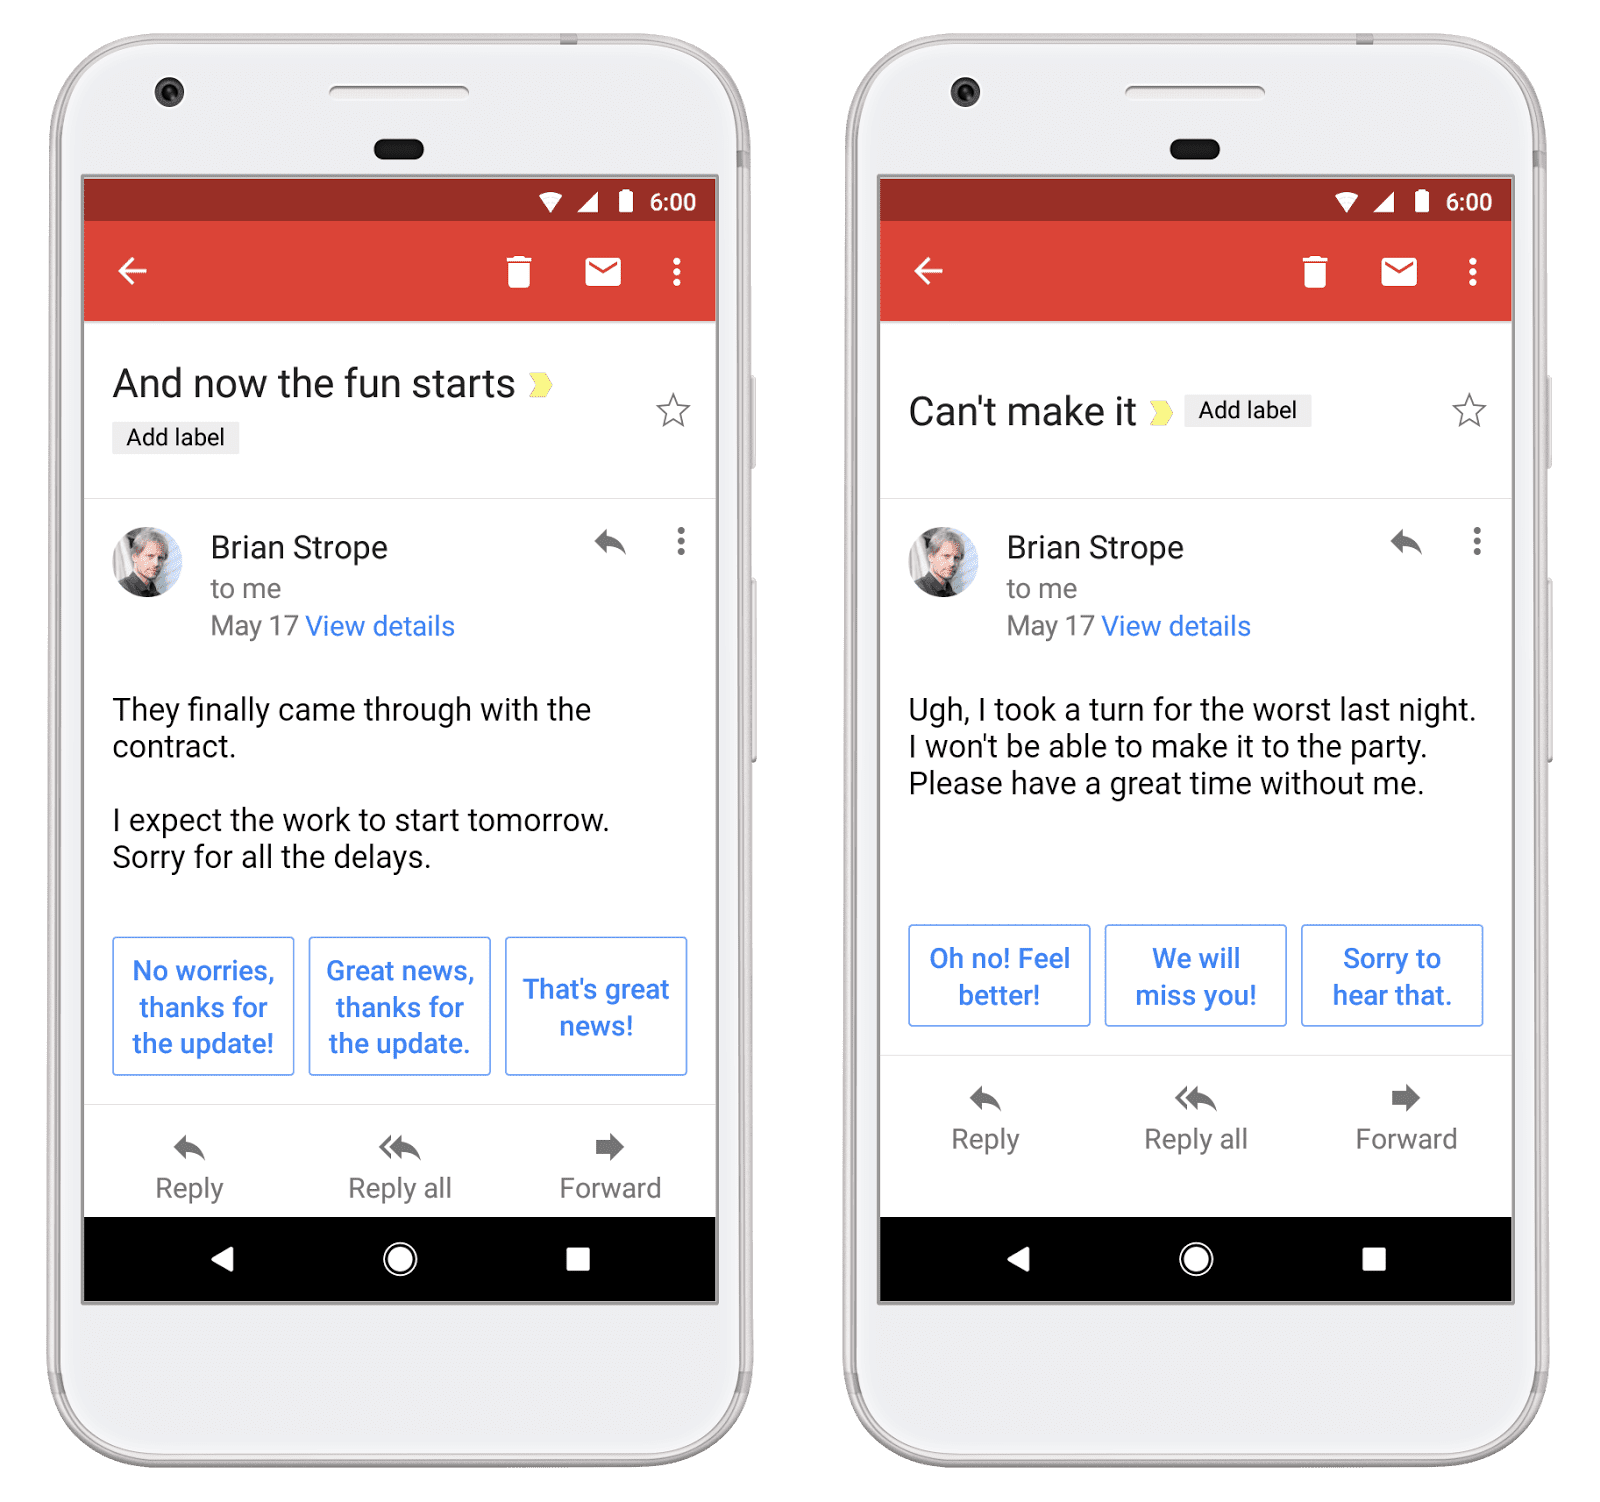 6:00
And now the fun starts
Add label
Brian Strope
to me
May 17 View details
They finally came through with the
contract.
I expect the work to start tomorrow.
Sorry for all the delays.
No worries,
thanks for
the update!
Great news,
thanks for
the update.
That's great
news!
Reply
Reply all
Forward
6:00
Can't make it
Add label
Brian Strope
to me
May 17 View details
Ugh, I took a turn for the worst last night.
I won't be able to make it to the party.
Please have a great time without me.
Oh no! Feel
better!
We will
miss you!
Sorry to
hear that.
Reply
Reply all
Forward